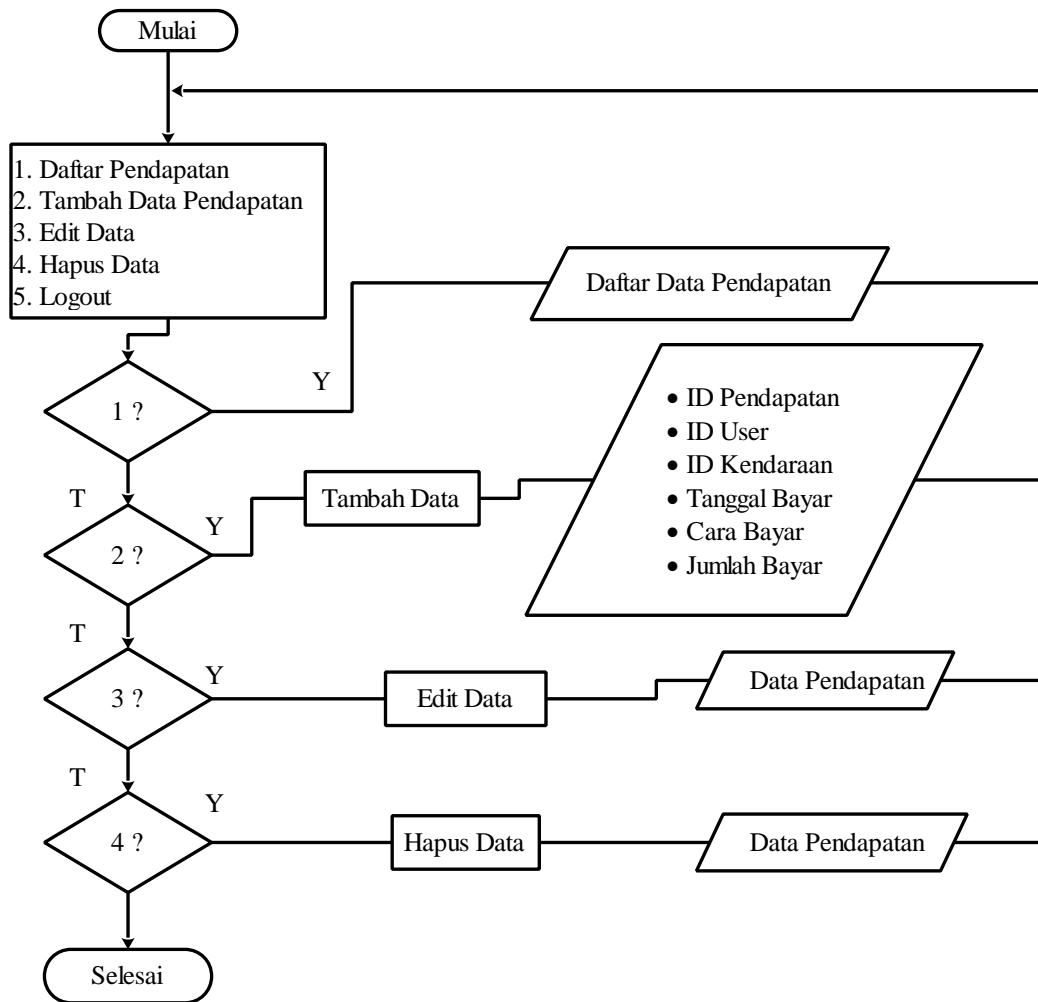 Mulai
1. Daftar Pendapatan
2. Tambah Data Pendapatan
3. Edit Data
4. Hapus Data
5. Logout
Daftar Data Pendapatan
Y
1 ?
• ID Pendapatan
• ID User
• ID Kendaraan
• Tanggal Bayar
• Cara Bayar
• Jumlah Bayar
T
Y
Tambah Data
2 ?
T
Y
3 ?
Edit Data
Data Pendapatan
T
Y
4 ?
Hapus Data
Data Pendapatan
Selesai